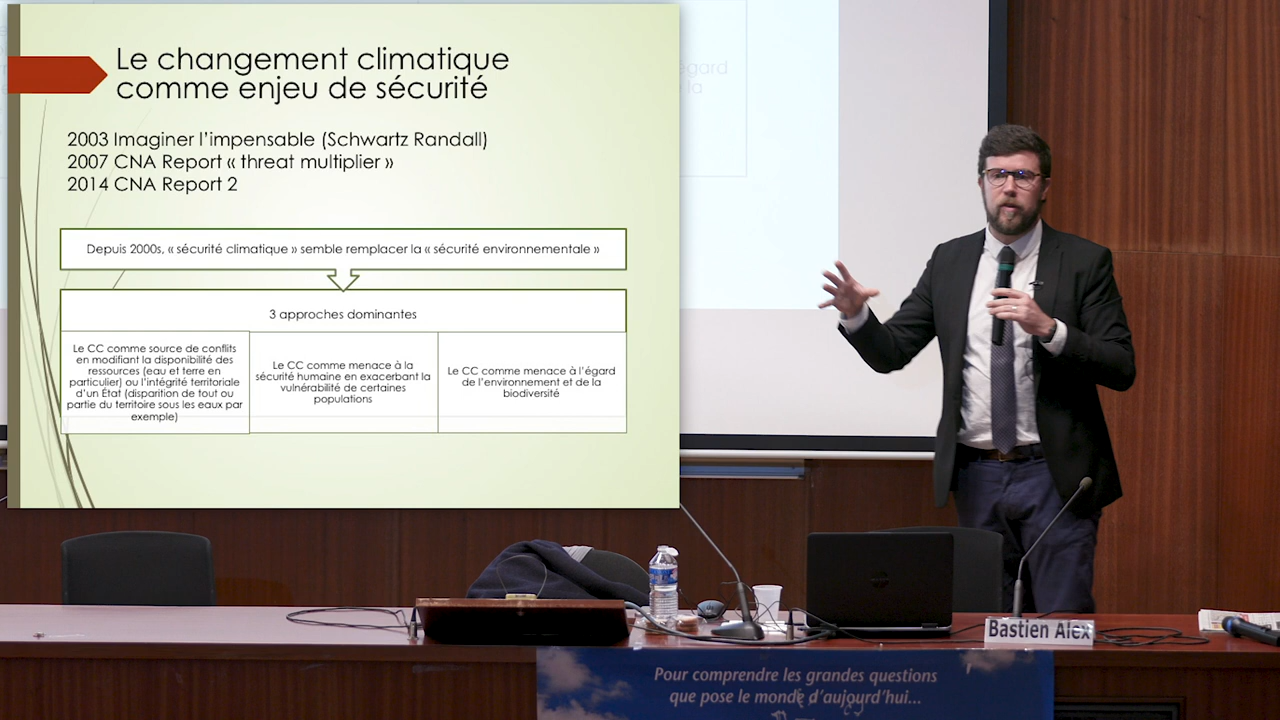 Le changement climatique
comme enjeu de sécurité
2003 Imaginer l'impensable (Schwartz Randall)
2007 CNA Report « threat multiplier »
2014 CNA Report 2
Depuis 2000s, « sécurité climatique » semble remplacer la « sécurité environnementale »
3 approches dominantes
Le CC comme source de conflits
en modifiant la disponibilité des
ressources (eau et terre en
particulier) ou l'intégrité territoriale
d'un État (disparition de tout ou
partie du territoire sous les eaux par
exemple)
Le CC comme menace à la
sécurité humaine en exacerbant la
vulnérabilité de certaines
populations
Le CC comme menace à l'égard
de l'environnement et de la
biodiversité
égard
la
Bastien Alex
Pour comprendre les grandes questions
que pose le monde d'aujourd'hui...